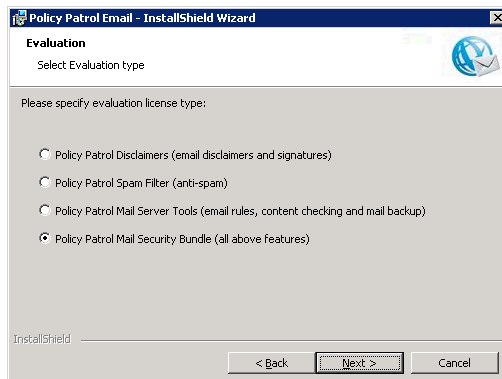 Policy Patrol Email - InstallShield Wizard
Evaluation
Select Evaluation type
Please specify evaluation license type:
Policy Patrol Disclaimers (email disclaimers and signatures)
Policy Patrol Spam Filter (anti-spam)
Policy Patrol Mail Server Tools (email rules, content checking and mail backup)
Policy Patrol Mail Security Bundle (all above features)
InstallShield
< Back
Next >
Cancel